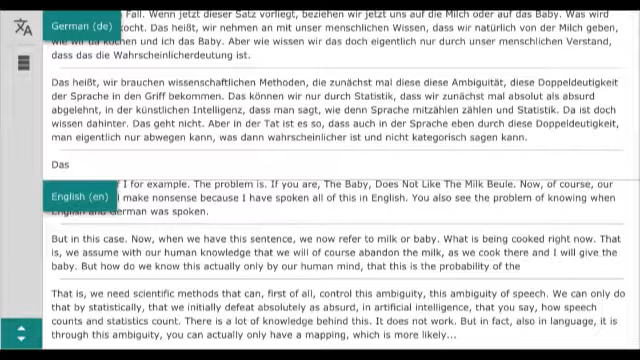 German (de)
Fall. Wenn jetzt dieser Satz vorliegt, beziehen wir jetzt uns auf die Milch oder auf das Baby. Was wird
kocht. Das heißt, wir nehmen an mit unser menschlichen Wissen, dass wir natürlich von der Milch geben,
wie wir da kochen und ich das Baby. Aber wie wissen wir das doch eigentlich nur durch unser menschlichen Verstand,
dass das die Wahrscheinlicherdeutung ist.
Das heißt, wir brauchen wissenschaftlichen Methoden, die zunächst mal diese diese Ambiguität, diese Doppeldeutigkeit
der Sprache in den Griff bekommen. Das können wir nur durch Statistik, dass wir zunächst mal absolut als absurd
abgelehnt, in der künstlichen Intelligenz, dass man sagt, wie denn Sprache mitzählen zählen und Statistik. Da ist doch
wissen dahinter. Das geht nicht. Aber in der Tat ist es so, dass auch in der Sprache eben durch diese Doppeldeutigkeit,
man eigentlich nur abwegen kann, was dann wahrscheinlicher ist und nicht kategorisch sagen kann.
Das
English (en)
I for example. The problem is. If you are, The Baby, Does Not Like The Milk Beule. Now, of course, our
I make nonsense because I have spoken all of this in English. You also see the problem of knowing when
English and German was spoken.
But in this case. Now, when we have this sentence, we now refer to milk or baby. What is being cooked right now. That
is, we assume with our human knowledge that we will of course abandon the milk, as we cook there and I will give the
baby. But how do we know this actually only by our human mind, that this is the probability of the
That is, we need scientific methods that can, first of all, control this ambiguity, this ambiguity of speech. We can only do
that by statistically, that we initially defeat absolutely as absurd, in artificial intelligence, that you say, how speech
counts and statistics count. There is a lot of knowledge behind this. It does not work. But in fact, also in language, it is
through this ambiguity, you can actually only have a mapping, which is more likely...